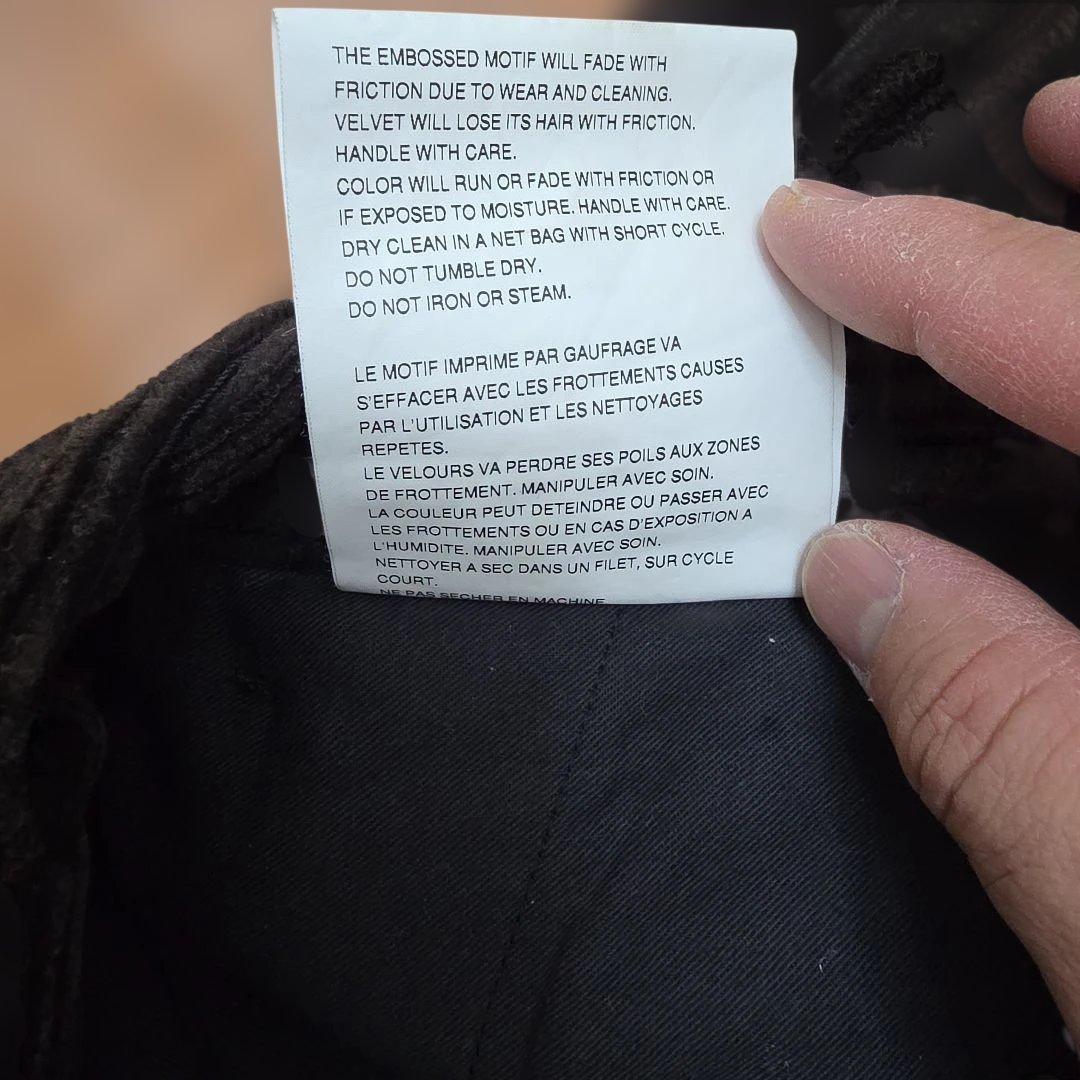 THE EMBOSSED MOTIF WILL FADE WITH
FRICTION DUE TO WEAR AND CLEANING.
VELVET WILL LOSE ITS HAIR WITH FRICTION.
HANDLE WITH CARE.
COLOR WILL RUN OR FADE WITH FRICTION OR
IF EXPOSED TO MOISTURE. HANDLE WITH CARE.
DRY CLEAN IN A NET BAG WITH SHORT CYCLE.
DO NOT TUMBLE DRY.
DO NOT IRON OR STEAM.
LE MOTIF IMPRIME PAR GAUFRAGE VA
S'EFFACER AVEC LES FROTTEMENTS CAUSES
PAR L'UTILISATION ET LES NETTOYAGES
REPETES.
LE VELOURS VA PERDRE SES POILS AUX ZONES
DE FROTTEMENT. MANIPULER AVEC SOIN.
LA COULEUR PEUT DETEINDRE OU PASSER AVEC
LES FROTTEMENTS OU EN CAS D'EXPOSITION A
L'HUMIDITE. MANIPULER AVEC SOIN.
NETTOYER A SEC DANS UN FILET, SUR CYCLE
COURT.
NE PAS SECHER EN MACHINE